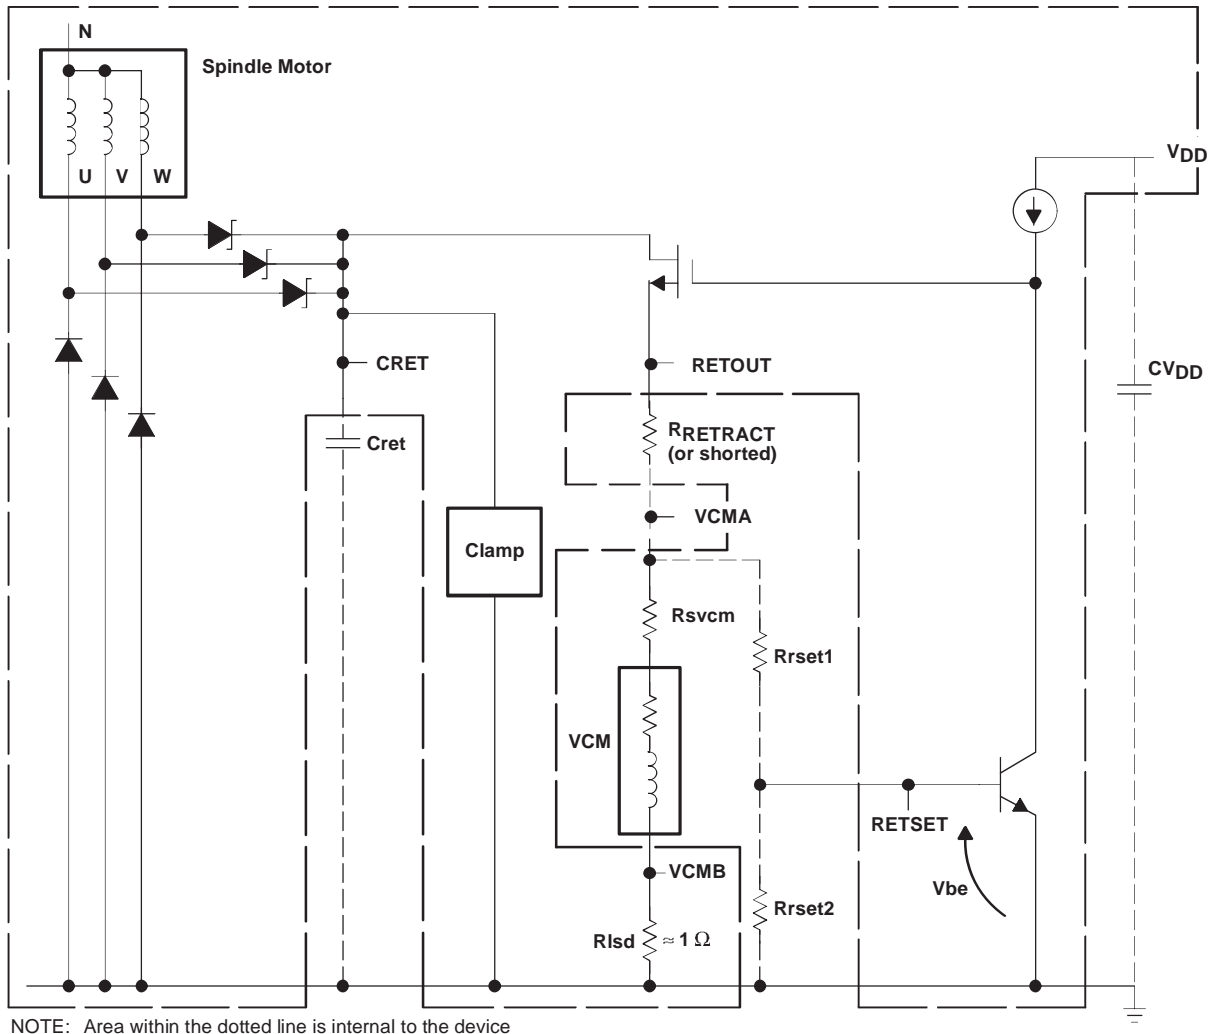 N
Spindle Motor
U V W
VDD
CRET
RETOUT
CVDD
RRETRACT
(or shorted)
Cret
VCMA
Clamp
Rsvcm
Rrset1
VCM
RETSET
VCMB
Vbe
Rrset2
Rlsd ≈ 1 Ω
NOTE: Area within the dotted line is internal to the device